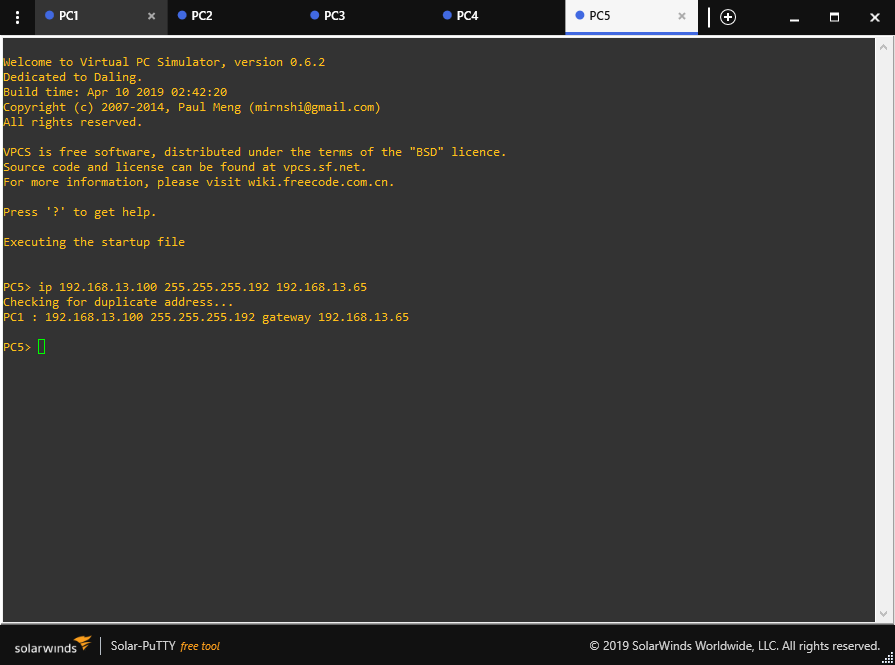 PC1
PC2
PC3
PC4
PC5
Welcome to Virtual PC Simulator, version 0.6.2
Dedicated to Daling.
Build time: Apr 10 2019 02:42:20
Copyright (c) 2007-2014, Paul Meng (mirnshi@gmail.com)
All rights reserved.
VPCS is free software, distributed under the terms of the "BSD" licence.
Source code and license can be found at vpcs.sf.net.
For more information, please visit wiki.freecode.com.cn.
Press '?' to get help.
Executing the startup file
PC5> ip 192.168.13.100 255.255.255.192 192.168.13.65
Checking for duplicate address...
PC1 : 192.168.13.100 255.255.255.192 gateway 192.168.13.65
PC5>
solarwinds
Solar-PuTTY free tool
© 2019 SolarWinds Worldwide, LLC. All rights reserved.